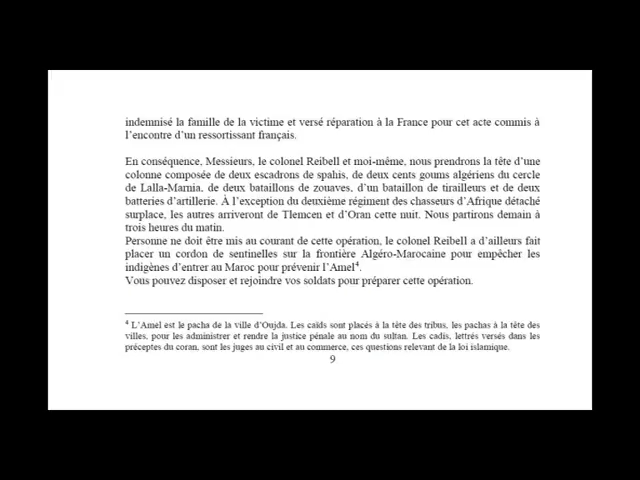 indemnisé la famille de la victime et versé réparation à la France pour cet acte commis à
l’encontre d’un ressortissant français.
En conséquence, Messieurs, le colonel Reibell et moi-même, nous prendrons la tête d’une
colonne composée de deux escadrons de spahis, de deux cents goums algériens du cercle
de Lalla-Marnia, de deux bataillons de zouaves, d’un bataillon de tirailleurs et de deux
batteries d’artillerie. À l’exception du deuxième régiment des chasseurs d’Afrique détaché
surplace, les autres arriveront de Tlemcen et d’Oran cette nuit. Nous partirons demain à
trois heures du matin.
Personne ne doit être mis au courant de cette opération, le colonel Reibell a d’ailleurs fait
placer un cordon de sentinelles sur la frontière Algéro-Marocaine pour empêcher les
indigènes d’entrer au Maroc pour prévenir l’Amel⁴.
Vous pouvez disposer et rejoindre vos soldats pour préparer cette opération.
⁴ L’Amel est le pacha de la ville d’Oujda. Les caïds sont placés à la tête des tribus, les pachas à la tête des
villes, pour les administrer et rendre la justice pénale au nom du sultan. Les cadis, lettrés versés dans les
préceptes du coran, sont les juges au civil et au commerce, ces questions relevant de la loi islamique.
9